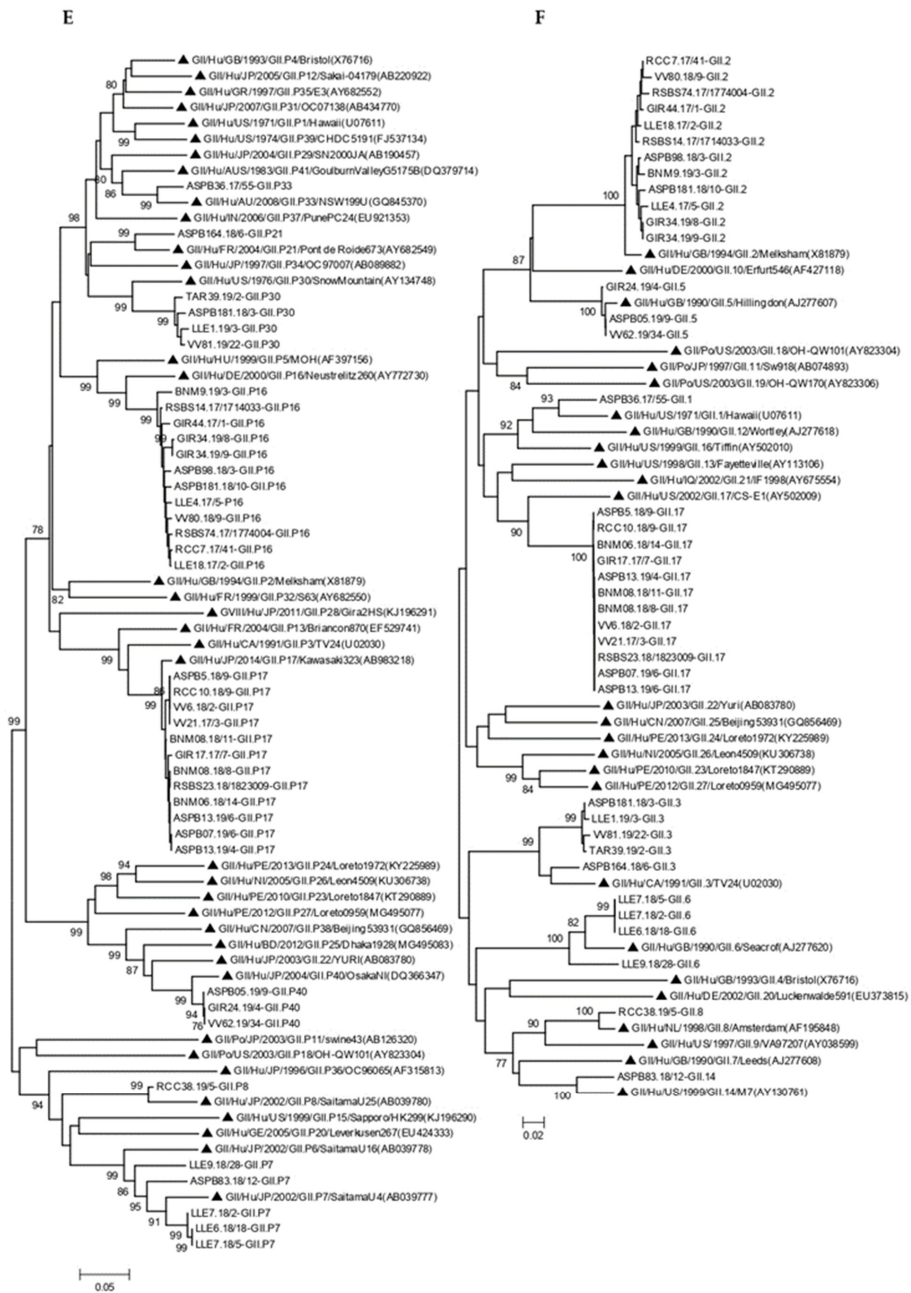 E
GII/Hu/GB/1993/GII.P4/Bristol(X76716)
GII/Hu/JP/2005/GII.P12/Sakai-04179(AB220922)
80
GII/Hu/GR/1997/GII.P35/E3(AY682552)
GII/Hu/JP/2007/GII.P31/OC07138(AB434770)
GII/Hu/US/1971/GII.P1/Hawaii(U07611)
99
GII/Hu/US/1974/GII.P39/CHDC5191(FJ537134)
GII/Hu/JP/2004/GII.P29/SN2000JA(AB190457)
GII/Hu/AUS/1983/GII.P41/GoulburnValleyG5175B(DQ379714)
80
86
ASPB36.17/55-GII.P33
99
GII/Hu/AU/2008/GII.P33/NSW199U(GQ845370)
98
GII/Hu/IN/2006/GII.P37/PunePC24(EU921353)
99
ASPB164.18/6-GII.P21
GII/Hu/FR/2004/GII.P21/Pont de Roide673(AY682549)
GII/Hu/JP/1997/GII.P34/OC97007(AB089882)
GII/Hu/US/1976/GII.P30/SnowMountain(AY134748)
99
TAR39.19/2-GII.P30
ASPB181.18/3-GII.P30
99
LLE1.19/3-GII.P30
VV81.19/22-GII.P30
GII/Hu/HU/1999/GII.P5/MOH(AF397156)
GII/Hu/DE/2000/GII.P16/Neustrelitz260(AY772730)
99
BNM9.19/3-GII.P16
99
RSBS14.17/1714033-GII.P16
GIR44.17/1-GII.P16
99
GIR34.19/8-GII.P16
GIR34.19/9-GII.P16
ASPB98.18/3-GII.P16
ASPB181.18/10-GII.P16
LLE4.17/5-P16
VV80.18/9-GII.P16
RSBS74.17/1774004-GII.P16
78
RCC7.17/41-GII.P16
LLE18.17/2-GII.P16
GII/Hu/GB/1994/GII.P2/Melksham(X81879)
82
GII/Hu/FR/1999/GII.P32/S63(AY682550)
GVIII/Hu/JP/2011/GII.P28/Gira2HS(KJ196291)
GII/Hu/FR/2004/GII.P13/Briancon870(EF529741)
99
GII/Hu/CA/1991/GII.P3/TV24(U02030)
GII/Hu/JP/2014/GII.P17/Kawasaki323(AB983218)
ASPB5.18/9-GII.P17
RCC10.18/9-GII.P17
99
VV6.18/2-GII.P17
VV21.17/3-GII.P17
99
BNM08.18/11-GII.P17
GIR17.17/7-GII.P17
BNM08.18/8-GII.P17
RSBS23.18/1823009-GII.P17
BNM06.18/14-GII.P17
ASPB13.19/6-GII.P17
ASPB07.19/6-GII.P17
ASPB13.19/4-GII.P17
94
GII/Hu/PE/2013/GII.P24/Loreto1972(KY225989)
98
GII/Hu/NI/2005/GII.P26/Leon4509(KU306738)
GII/Hu/PE/2010/GII.P23/Loreto1847(KT290889)
GII/Hu/PE/2012/GII.P27/Loreto0959(MG495077)
99
GII/Hu/CN/2007/GII.P38/Beijing53931(GQ856469)
99
GII/Hu/BD/2012/GII.P25/Dhaka1928(MG495083)
87
GII/Hu/JP/2003/GII.22/YURI(AB083780)
GII/Hu/JP/2004/GII.P40/OsakaNI(DQ366347)
99
ASPB05.19/9-GII.P40
94
GIR24.19/4-GII.P40
76
VV62.19/34-GII.P40
GII/Po/JP/2003/GII.P11/swine43(AB126320)
GII/Po/US/2003/GII.P18/OH-QW101(AY823304)
GII/Hu/JP/1996/GII.P36/OC96065(AF315813)
99
RCC38.19/5-GII.P8
94
GII/Hu/JP/2002/GII.P8/SaitamaU25(AB039780)
GII/Hu/US/1999/GII.P15/Sapporo/HK299(KJ196290)
GII/Hu/GE/2005/GII.P20/Leverkusen267(EU424333)
GII/Hu/JP/2002/GII.P6/SaitamaU16(AB039778)
99
LLE9.18/28-GII.P7
86
ASPB83.18/12-GII.P7
95
GII/Hu/JP/2002/GII.P7/SaitamaU4(AB039777)
91
LLE7.18/2-GII.P7
99
LLE6.18/18-GII.P7
99
LLE7.18/5-GII.P7
0.05
F
RCC7.17/41-GII.2
VV80.18/9-GII.2
RSBS74.17/1774004-GII.2
GIR44.17/1-GII.2
LLE18.17/2-GII.2
RSBS14.17/1714033-GII.2
ASPB98.18/3-GII.2
BNM9.19/3-GII.2
100
ASPB181.18/10-GII.2
LLE4.17/5-GII.2
GIR34.19/8-GII.2
GIR34.19/9-GII.2
GII/Hu/GB/1994/GII.2/Melksham(X81879)
87
GII/Hu/DE/2000/GII.10/Erfurt546(AF427118)
GIR24.19/4-GII.5
GII/Hu/GB/1990/GII.5/Hillingdon(AJ277607)
100
ASPB05.19/9-GII.5
VV62.19/34-GII.5
GII/Po/US/2003/GII.18/OH-QW101(AY823304)
GII/Po/JP/1997/GII.11/Sw918(AB074893)
84
GII/Po/US/2003/GII.19/OH-QW170(AY823306)
93
ASPB36.17/55-GII.1
GII/Hu/US/1971/GII.1/Hawaii(U07611)
92
GII/Hu/GB/1990/GII.12/Wortley(AJ277618)
GII/Hu/US/1999/GII.16/Tiffin(AY502010)
GII/Hu/US/1998/GII.13/Fayetteville(AY113106)
GII/Hu/IQ/2002/GII.21/IF1998(AY675554)
GII/Hu/US/2002/GII.17/CS-E1(AY502009)
90
ASPB5.18/9-GII.17
RCC10.18/9-GII.17
BNM06.18/14-GII.17
100
GIR17.17/7-GII.17
ASPB13.19/4-GII.17
BNM08.18/11-GII.17
BNM08.18/8-GII.17
VV6.18/2-GII.17
VV21.17/3-GII.17
RSBS23.18/1823009-GII.17
ASPB07.19/6-GII.17
ASPB13.19/6-GII.17
GII/Hu/JP/2003/GII.22/Yuri(AB083780)
GII/Hu/CN/2007/GII.25/Beijing53931(GQ856469)
GII/Hu/PE/2013/GII.24/Loreto1972(KY225989)
GII/Hu/NI/2005/GII.26/Leon4509(KU306738)
99
GII/Hu/PE/2010/GII.23/Loreto1847(KT290889)
84
GII/Hu/PE/2012/GII.27/Loreto0959(MG495077)
ASPB181.18/3-GII.3
99
LLE1.19/3-GII.3
VV81.19/22-GII.3
99
TAR39.19/2-GII.3
ASPB164.18/6-GII.3
GII/Hu/CA/1991/GII.3/TV24(U02030)
99
LLE7.18/5-GII.6
LLE7.18/2-GII.6
82
LLE6.18/18-GII.6
100
GII/Hu/GB/1990/GII.6/Seacrof(AJ277620)
LLE9.18/28-GII.6
GII/Hu/GB/1993/GII.4/Bristol(X76716)
GII/Hu/DE/2002/GII.20/Luckenwalde591(EU373815)
100
RCC38.19/5-GII.8
90
GII/Hu/NL/1998/GII.8/Amsterdam(AF195848)
GII/Hu/US/1997/GII.9/VA97207(AY038599)
77
GII/Hu/GB/1990/GII.7/Leeds(AJ277608)
ASPB83.18/12-GII.14
100
GII/Hu/US/1999/GII.14/M7(AY130761)
0.02